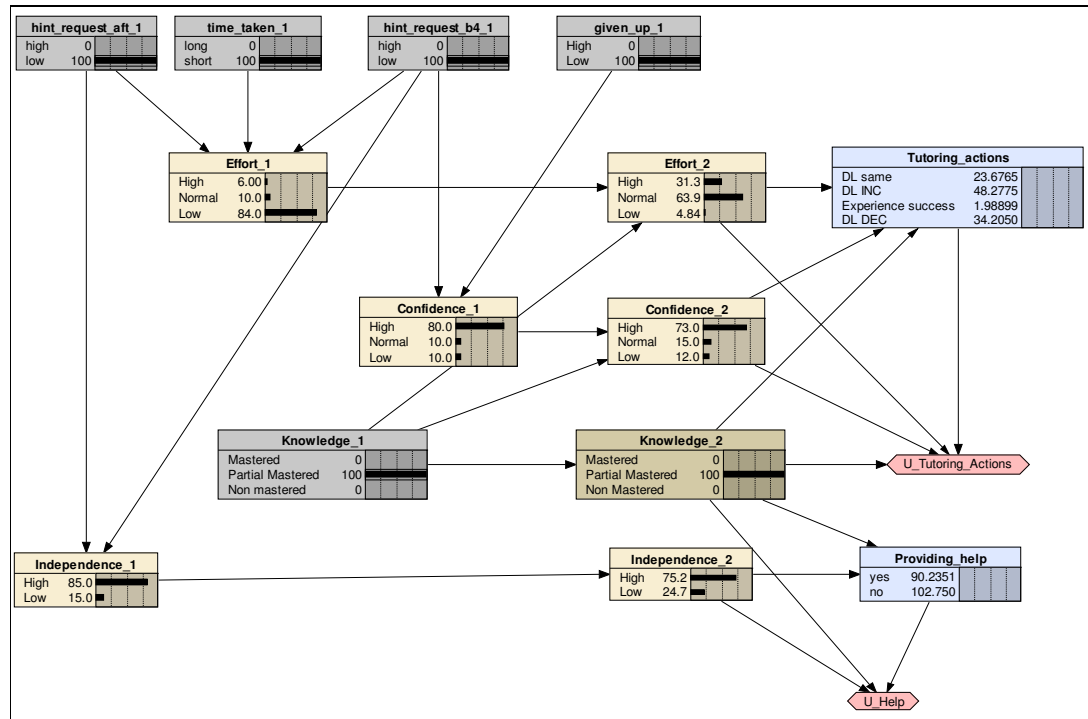 hint_request_aft_1
high 0
low 100
time_taken_1
long 0
short 100
hint_request_b4_1
high 0
low 100
given_up_1
High 0
Low 100
Effort_1
High 6.00
Normal 10.0
Low 84.0
Effort_2
High 31.3
Normal 63.9
Low 4.84
Tutoring_actions
DL same 23.6765
DL INC 48.2775
Experience success 1.98899
DL DEC 34.2050
Confidence_1
High 80.0
Normal 10.0
Low 10.0
Confidence_2
High 73.0
Normal 15.0
Low 12.0
Knowledge_1
Mastered 0
Partial Mastered 100
Non mastered 0
Knowledge_2
Mastered 0
Partial Mastered 100
Non Mastered 0
U_Tutoring_Actions
Independence_1
High 85.0
Low 15.0
Independence_2
High 75.2
Low 24.7
Providing_help
yes 90.2351
no 102.750
U_Help